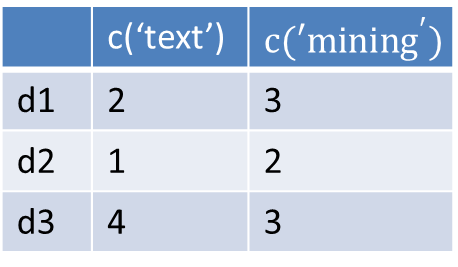 c(‘text’) c('mining')
d1 2 3
d2 1 2
d3 4 3